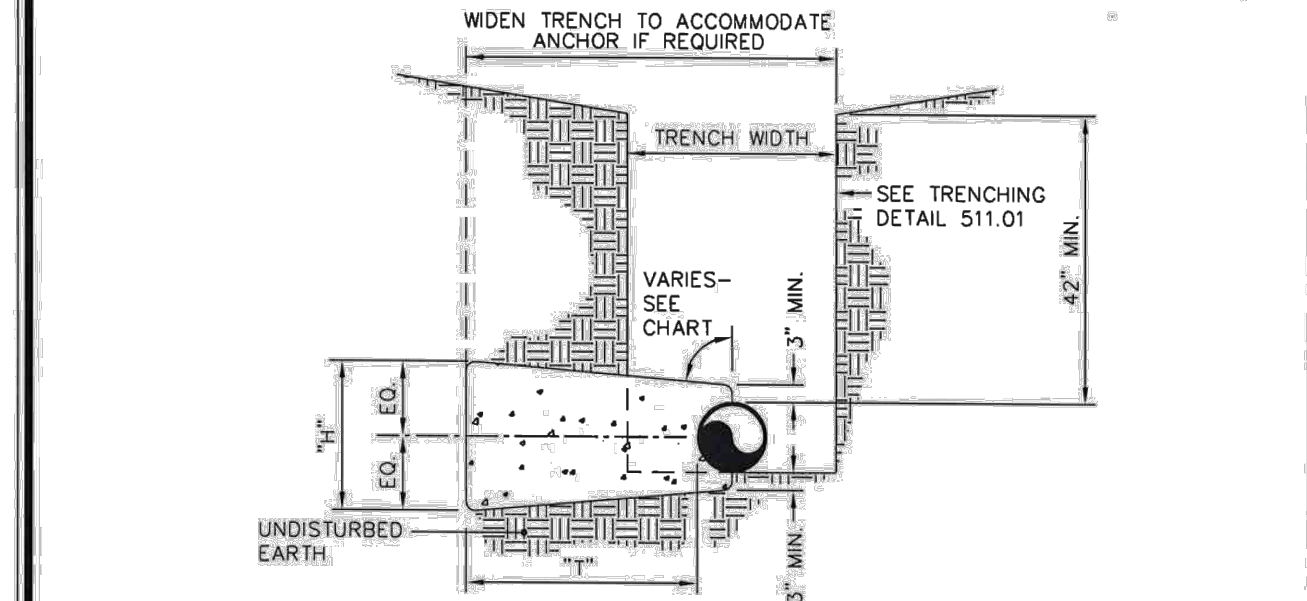 WIDEN TRENCH TO ACCOMMODATE
ANCHOR IF REQUIRED
TRENCH WIDTH
SEE TRENCHING
DETAIL 511.01
42" MIN.
VARIES-
SEE
CHART
3" MIN.
"H"
EQ.
EQ.
UNDISTURBED
EARTH
"T"
3" MIN.